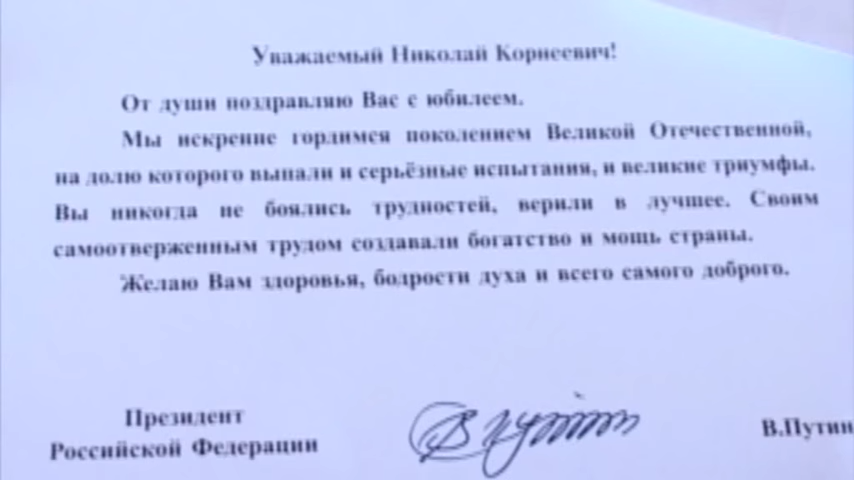 Уважаемый Николай Корнеевич!
От души поздравляю Вас с юбилеем.
Мы искренне гордимся поколением Великой Отечественной,
на долю которого выпали и серьёзные испытания, и великие триумфы.
Вы никогда не боялись трудностей, верили в лучшее. Своим
самоотверженным трудом создавали богатство и мощь страны.
Желаю Вам здоровья, бодрости духа и всего самого доброго.
Президент
Российской Федерации
В.Путин